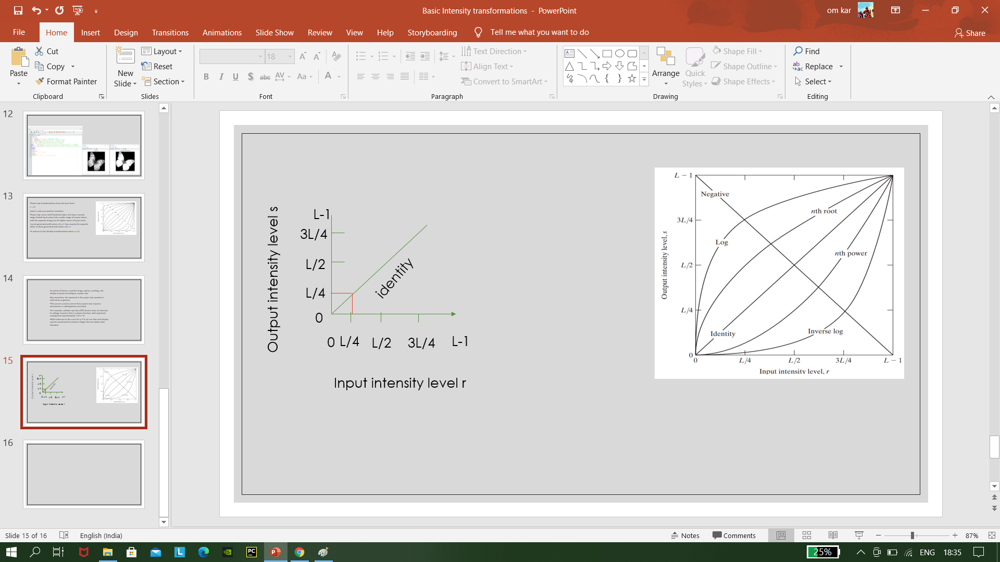 Basic Intensity transformations - PowerPoint
om kar
File Home Insert Design Transitions Animations Slide Show Review View Help Storyboarding Tell me what you want to do Share
Paste
Cut
Copy
Format Painter
Clipboard
New Slide
Layout
Reset
Section
Slides
18
B I U S abc AV Aa A
Font
Text Direction
Align Text
Convert to SmartArt
Paragraph
Arrange
Quick Styles
Shape Fill
Shape Outline
Shape Effects
Drawing
Find
Replace
Select
Editing
12
13
14
15
16
Output intensity level s
L-1
3L/4
L/2
L/4
0
identity
0 L/4 L/2 3L/4 L-1
Input intensity level r
Output intensity level, s
L − 1
3L/4
L/2
L/4
0
Negative
nth root
Log
nth power
Identity
Inverse log
0 L/4 L/2 3L/4 L − 1
Input intensity level, r
Slide 15 of 16
English (India)
Notes
Comments
87%
25%
ENG
18:35